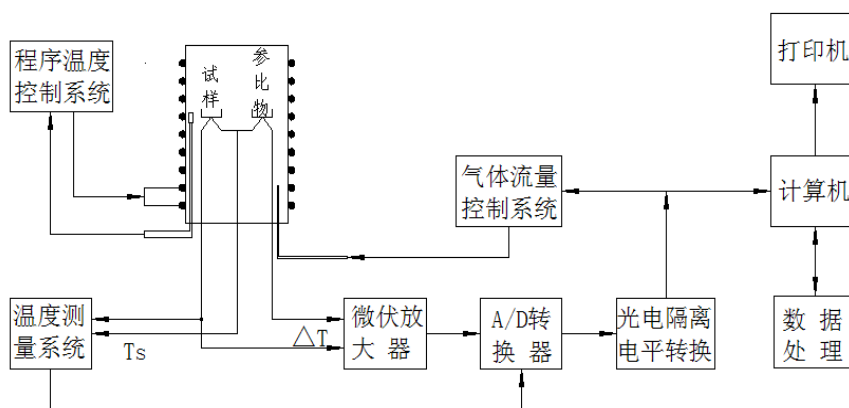 程序温度
控制系统
试
样
参
比
物
打印机
气体流量
控制系统
计算机
温度测
量系统
Ts
△T
微伏放
大 器
A/D转
换 器
光电隔离
电平转换
数 据
处 理